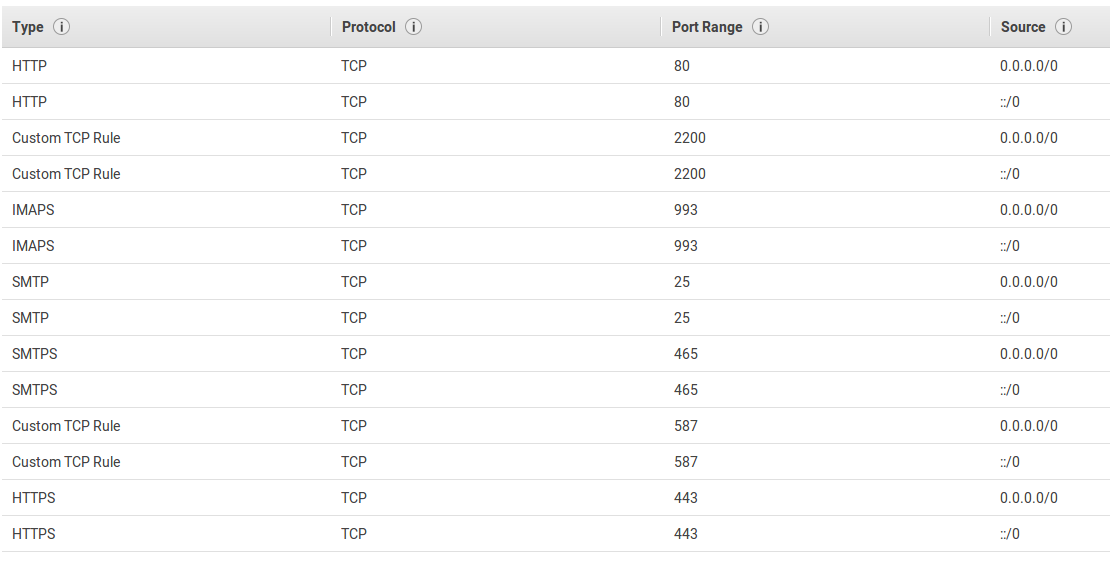 Type Protocol Port Range Source
HTTP TCP 80 0.0.0.0/0
HTTP TCP 80 ::/0
Custom TCP Rule TCP 2200 0.0.0.0/0
Custom TCP Rule TCP 2200 ::/0
IMAPS TCP 993 0.0.0.0/0
IMAPS TCP 993 ::/0
SMTP TCP 25 0.0.0.0/0
SMTP TCP 25 ::/0
SMTPS TCP 465 0.0.0.0/0
SMTPS TCP 465 ::/0
Custom TCP Rule TCP 587 0.0.0.0/0
Custom TCP Rule TCP 587 ::/0
HTTPS TCP 443 0.0.0.0/0
HTTPS TCP 443 ::/0